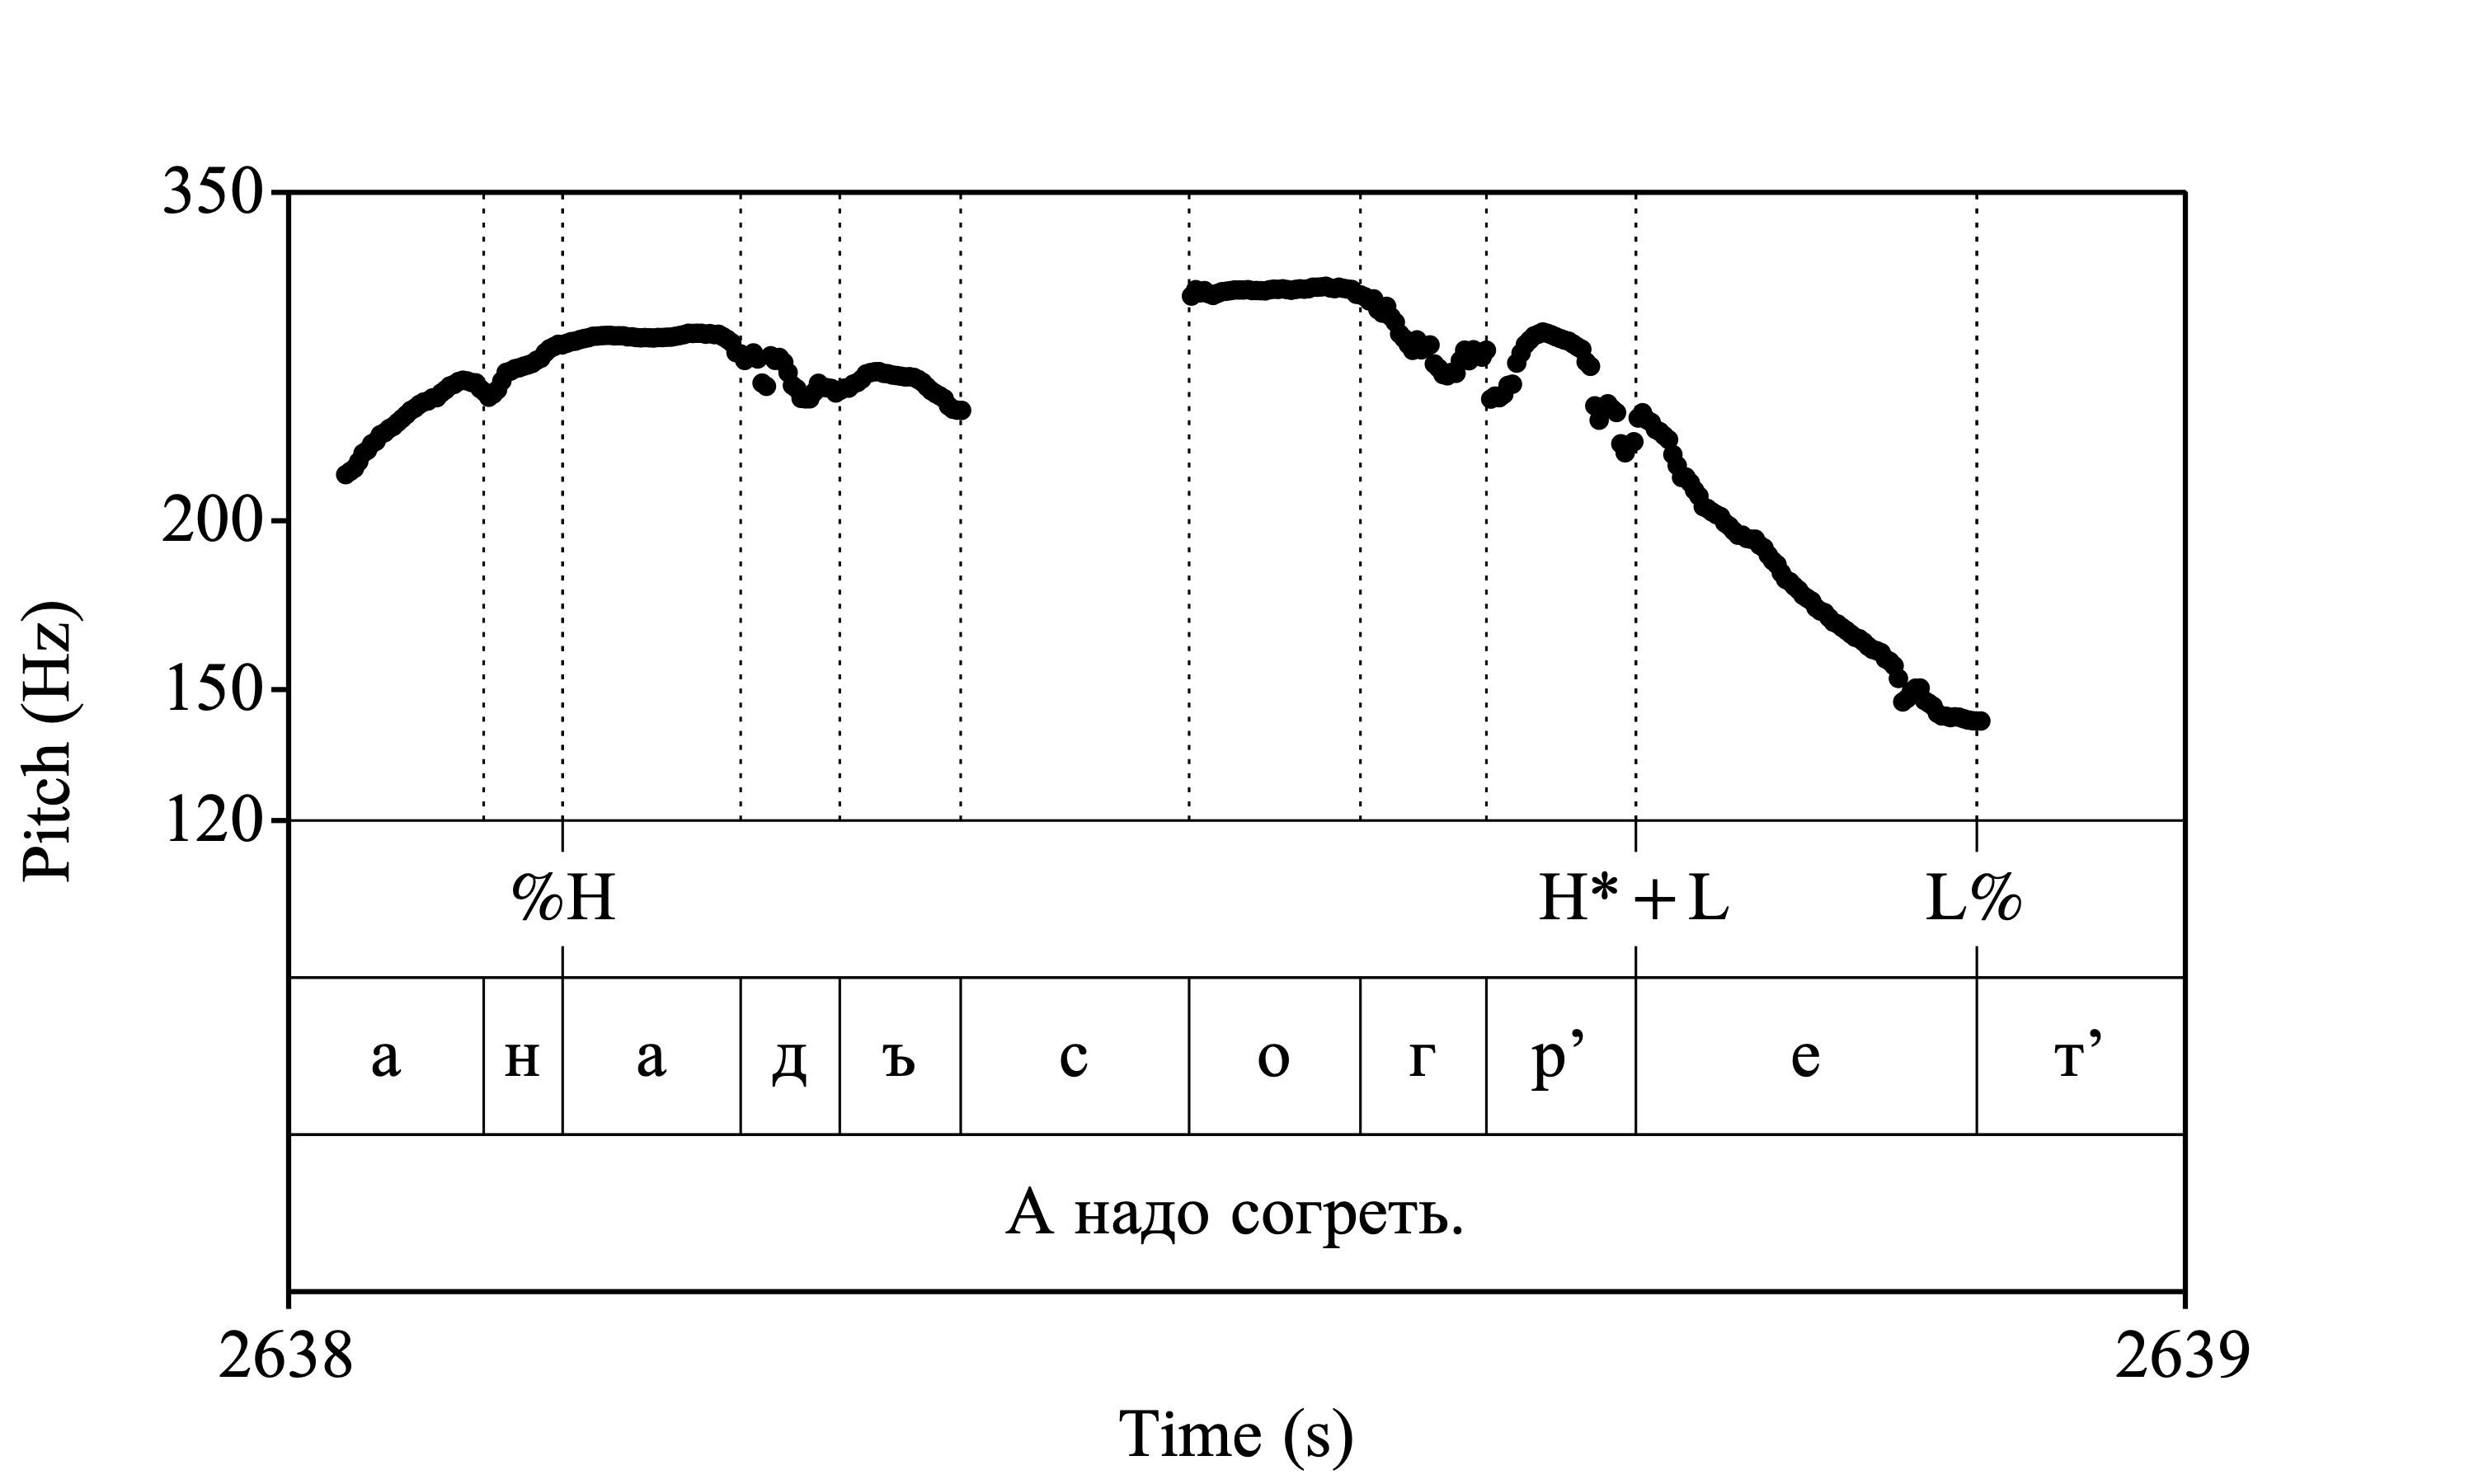 350
200
150
120
Pitch (Hz)
%H H*+L L%
а н а д ъ с о г р’ е т’
А надо согреть.
2638 2639
Time (s)